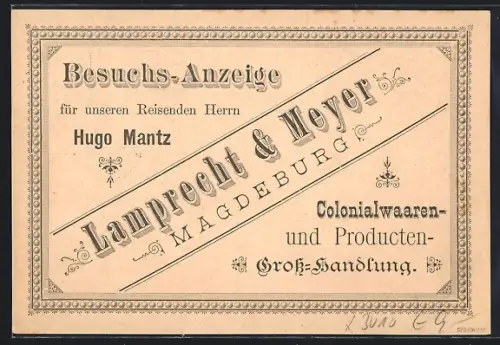 Besuchs-Anzeige
für unseren Reisenden Herrn
Hugo Mantz
Lamprecht & Meyer
MAGDEBURG
Colonialwaaren-
und Producten-
Groß-Handlung.